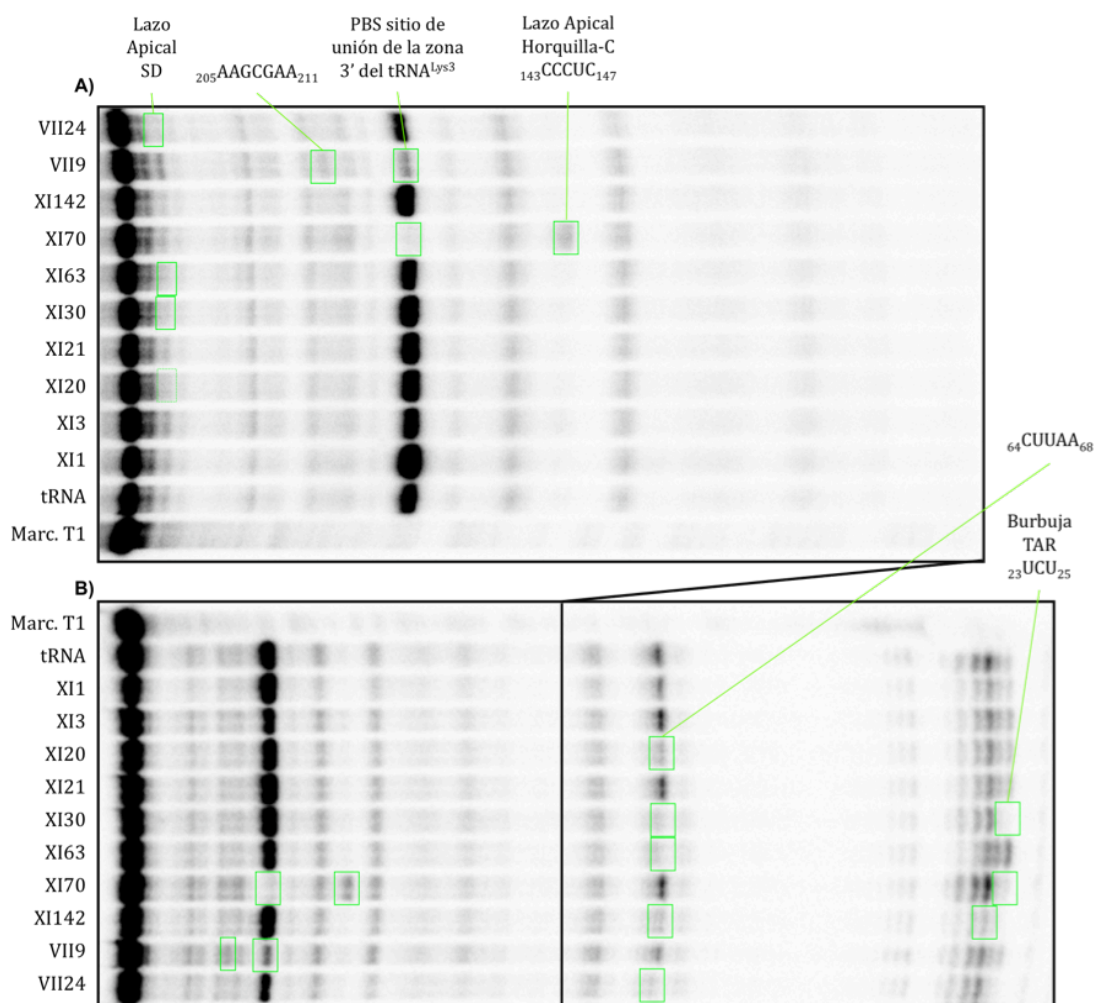 Lazo
Apical
SD
₂₀₅AAGCGAA₂₁₁
PBS sitio de
unión de la zona
3' del tRNAᴸʸˢ³
Lazo Apical
Horquilla-C
₁₄₃CCCUC₁₄₇
A)
VII24
VII9
XI142
XI70
XI63
XI30
XI21
XI20
XI3
XI1
tRNA
Marc. T1
₆₄CUUAA₆₈
Burbuja
TAR
₂₃UCU₂₅
B)
Marc. T1
tRNA
XI1
XI3
XI20
XI21
XI30
XI63
XI70
XI142
VII9
VII24